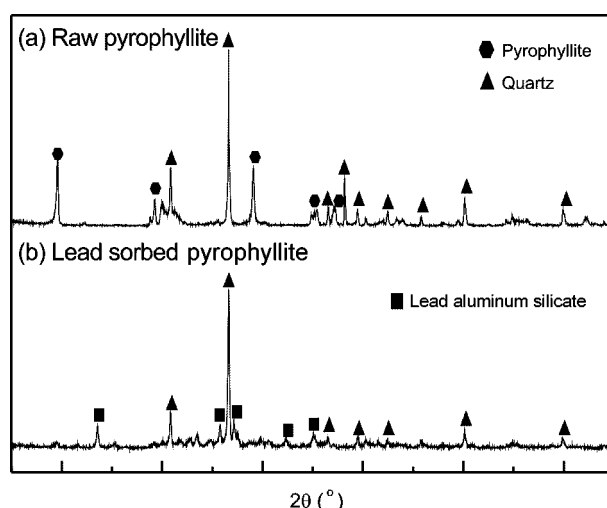 (a) Raw pyrophyllite
Pyrophyllite
Quartz
(b) Lead sorbed pyrophyllite
Lead aluminum silicate
2θ (°)